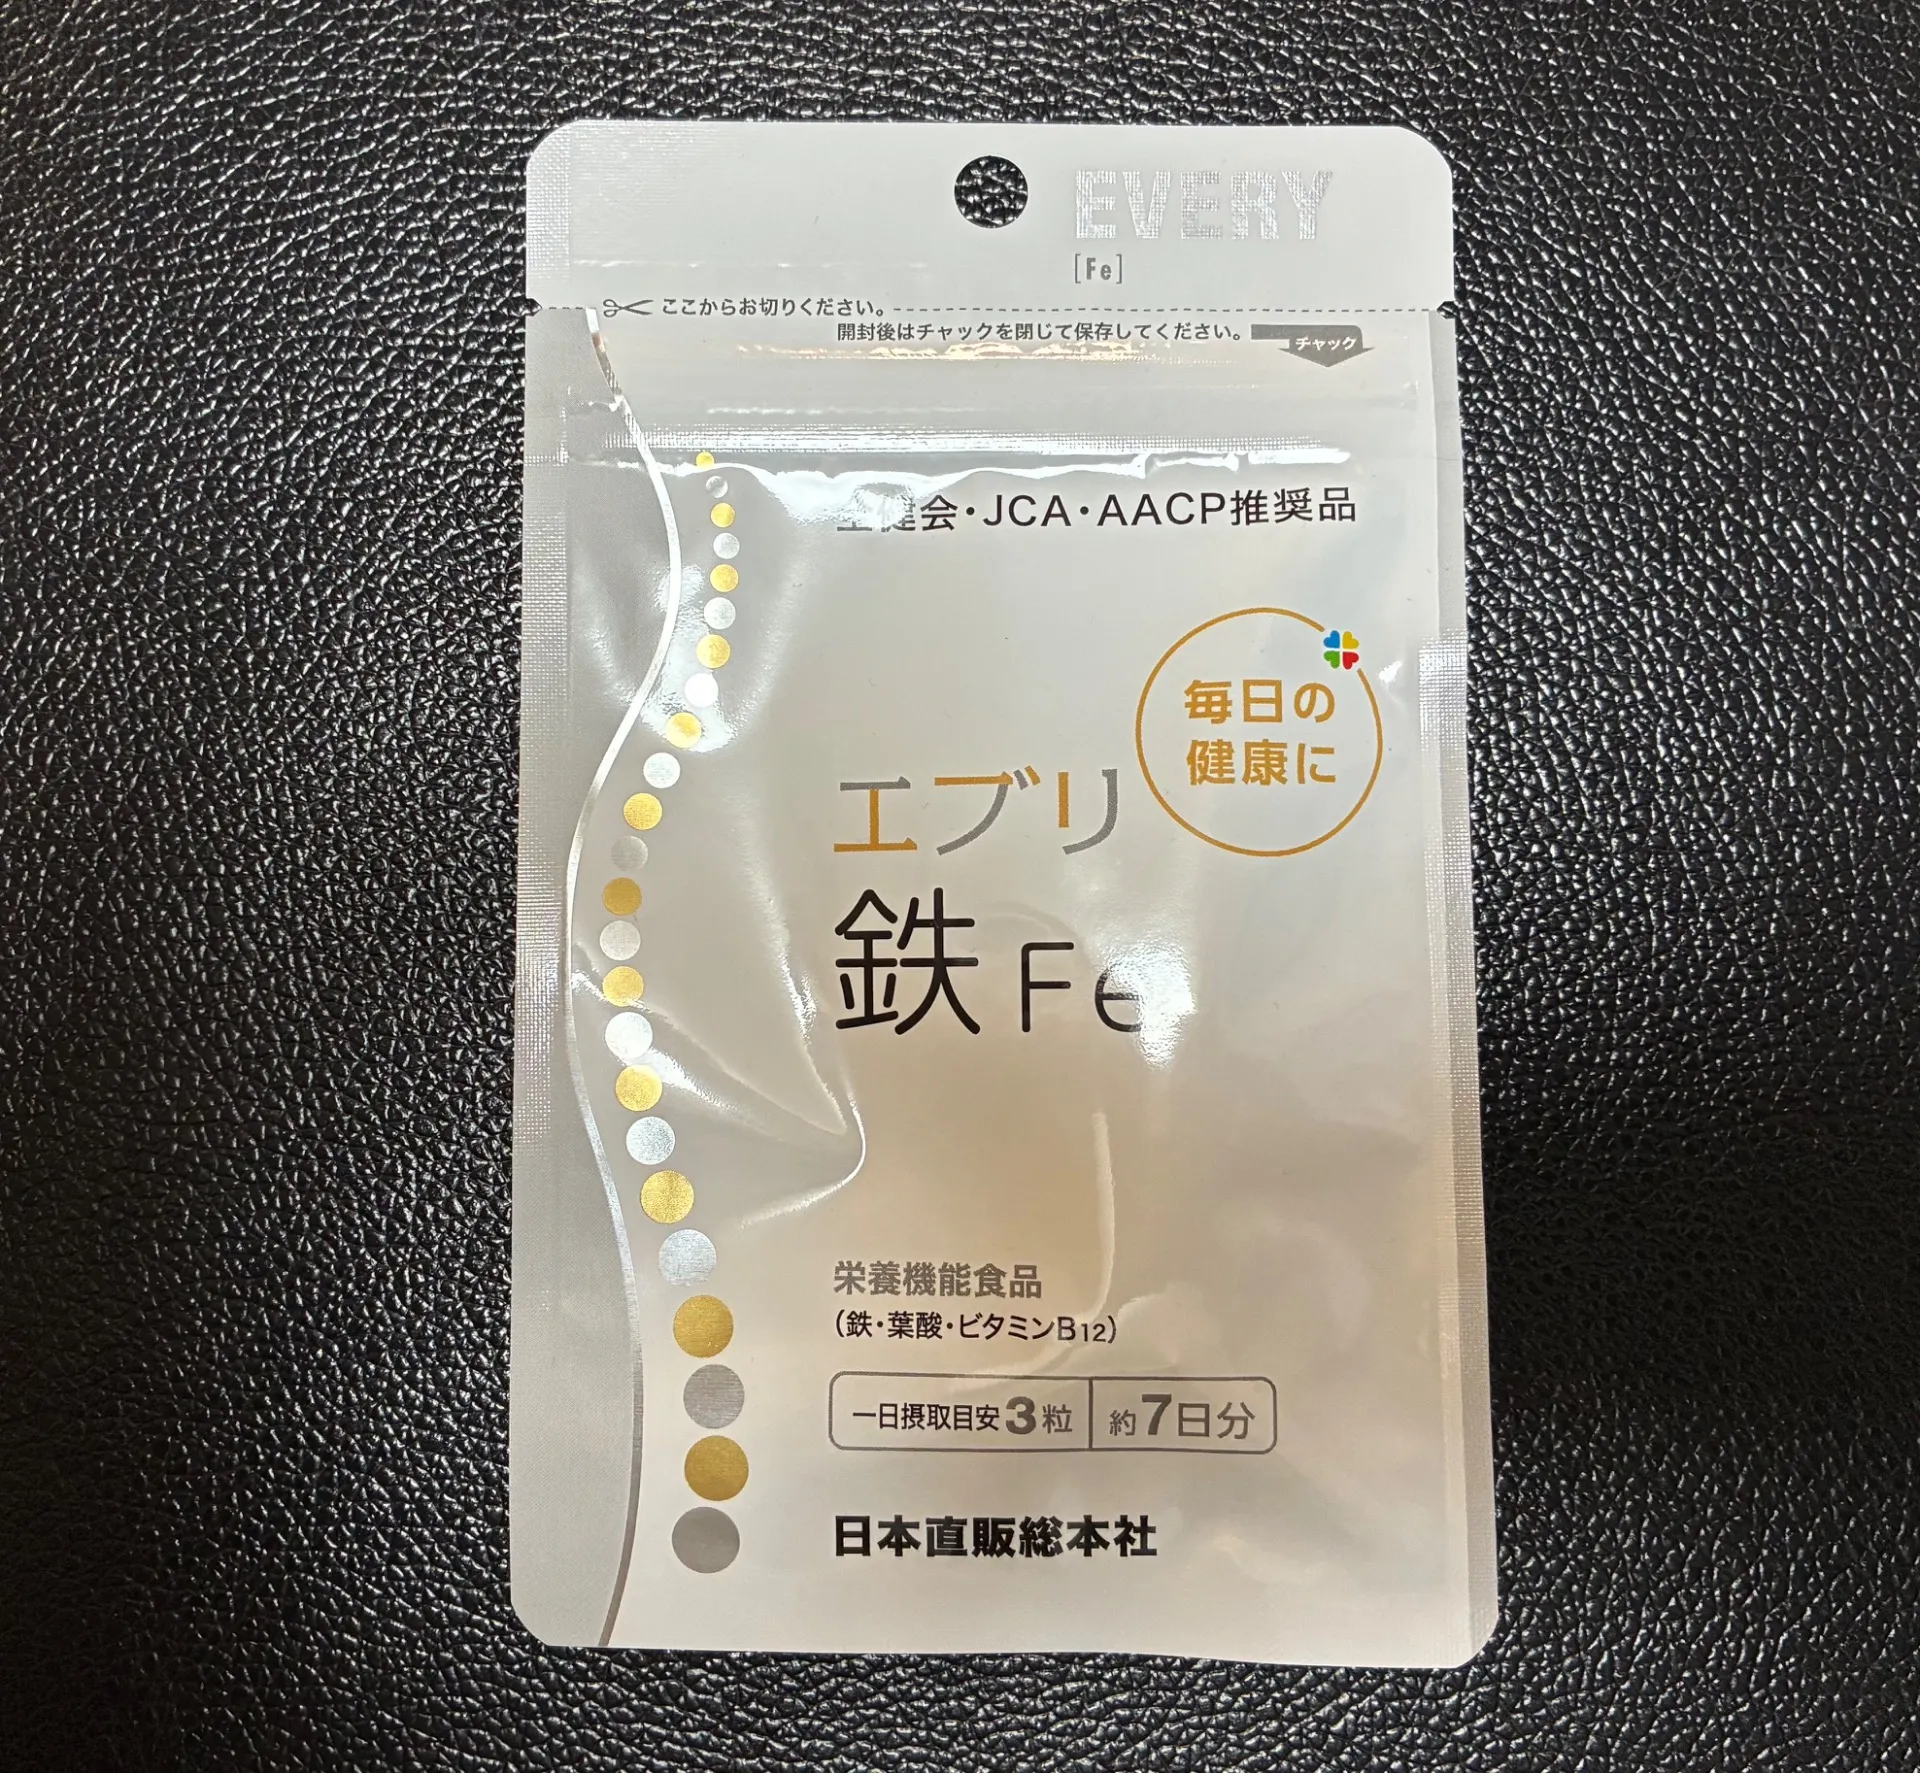 EVERY
[Fe]
ここからお切りください。
開封後はチャックを閉じて保存してください。
チャック
健会・JCA・AACP推奨品
毎日の
健康に
エブリ
鉄 Fe
栄養機能食品
(鉄・葉酸・ビタミンB12)
一日摂取目安3粒 約7日分
日本直販総本社